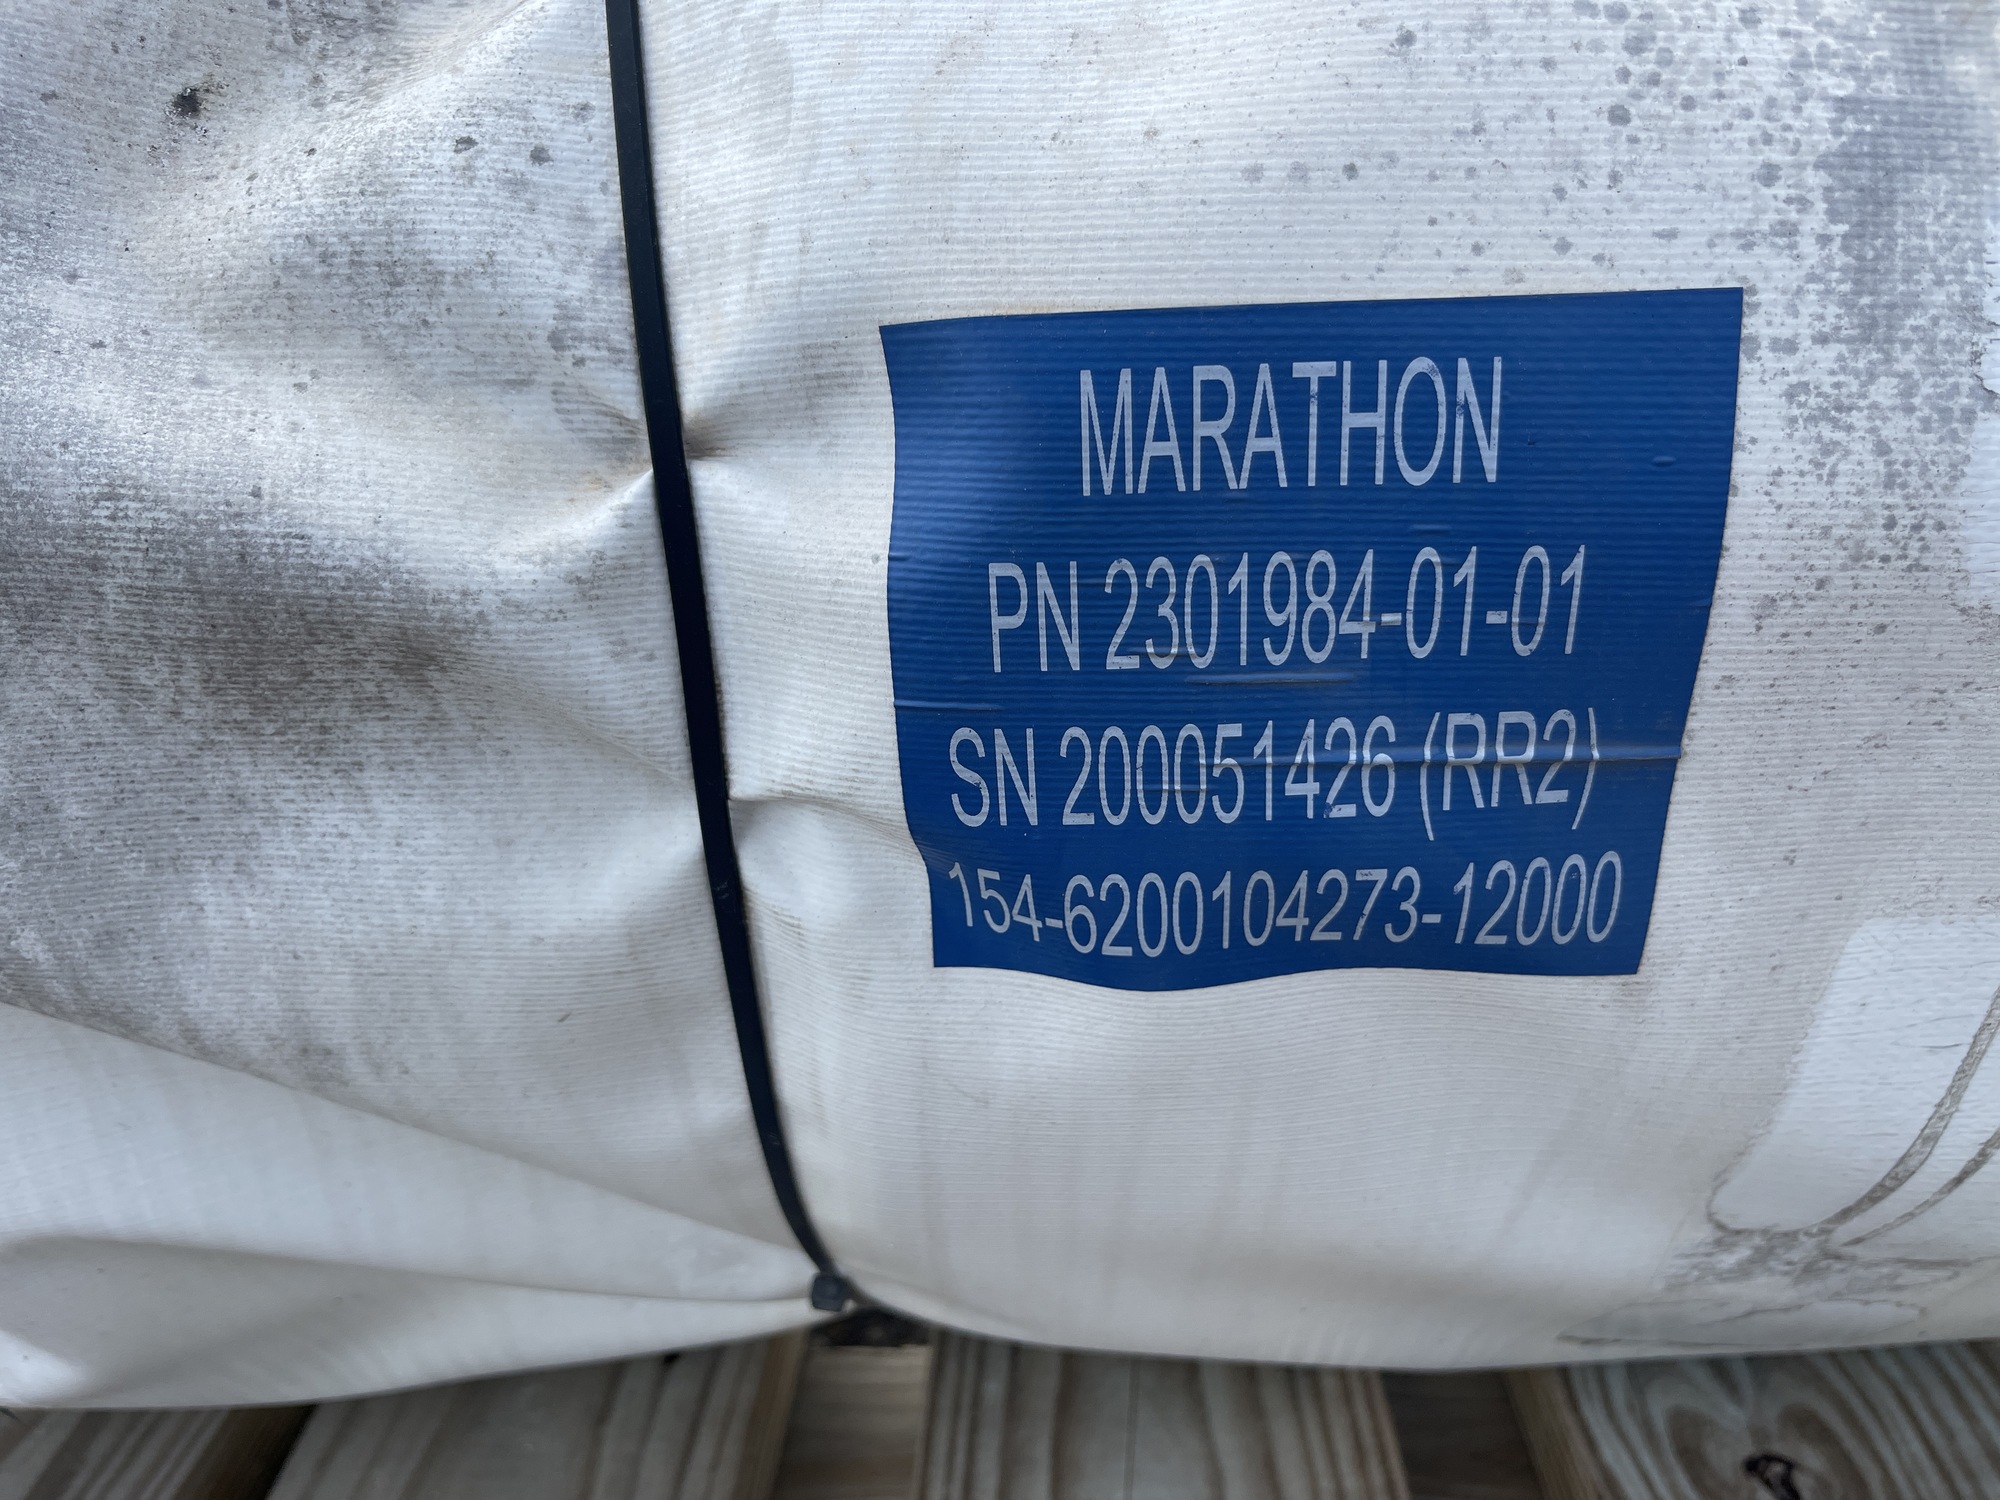 MARATHON
PN 2301984-01-01
SN 200051426 (RR2)
154-6200104273-12000